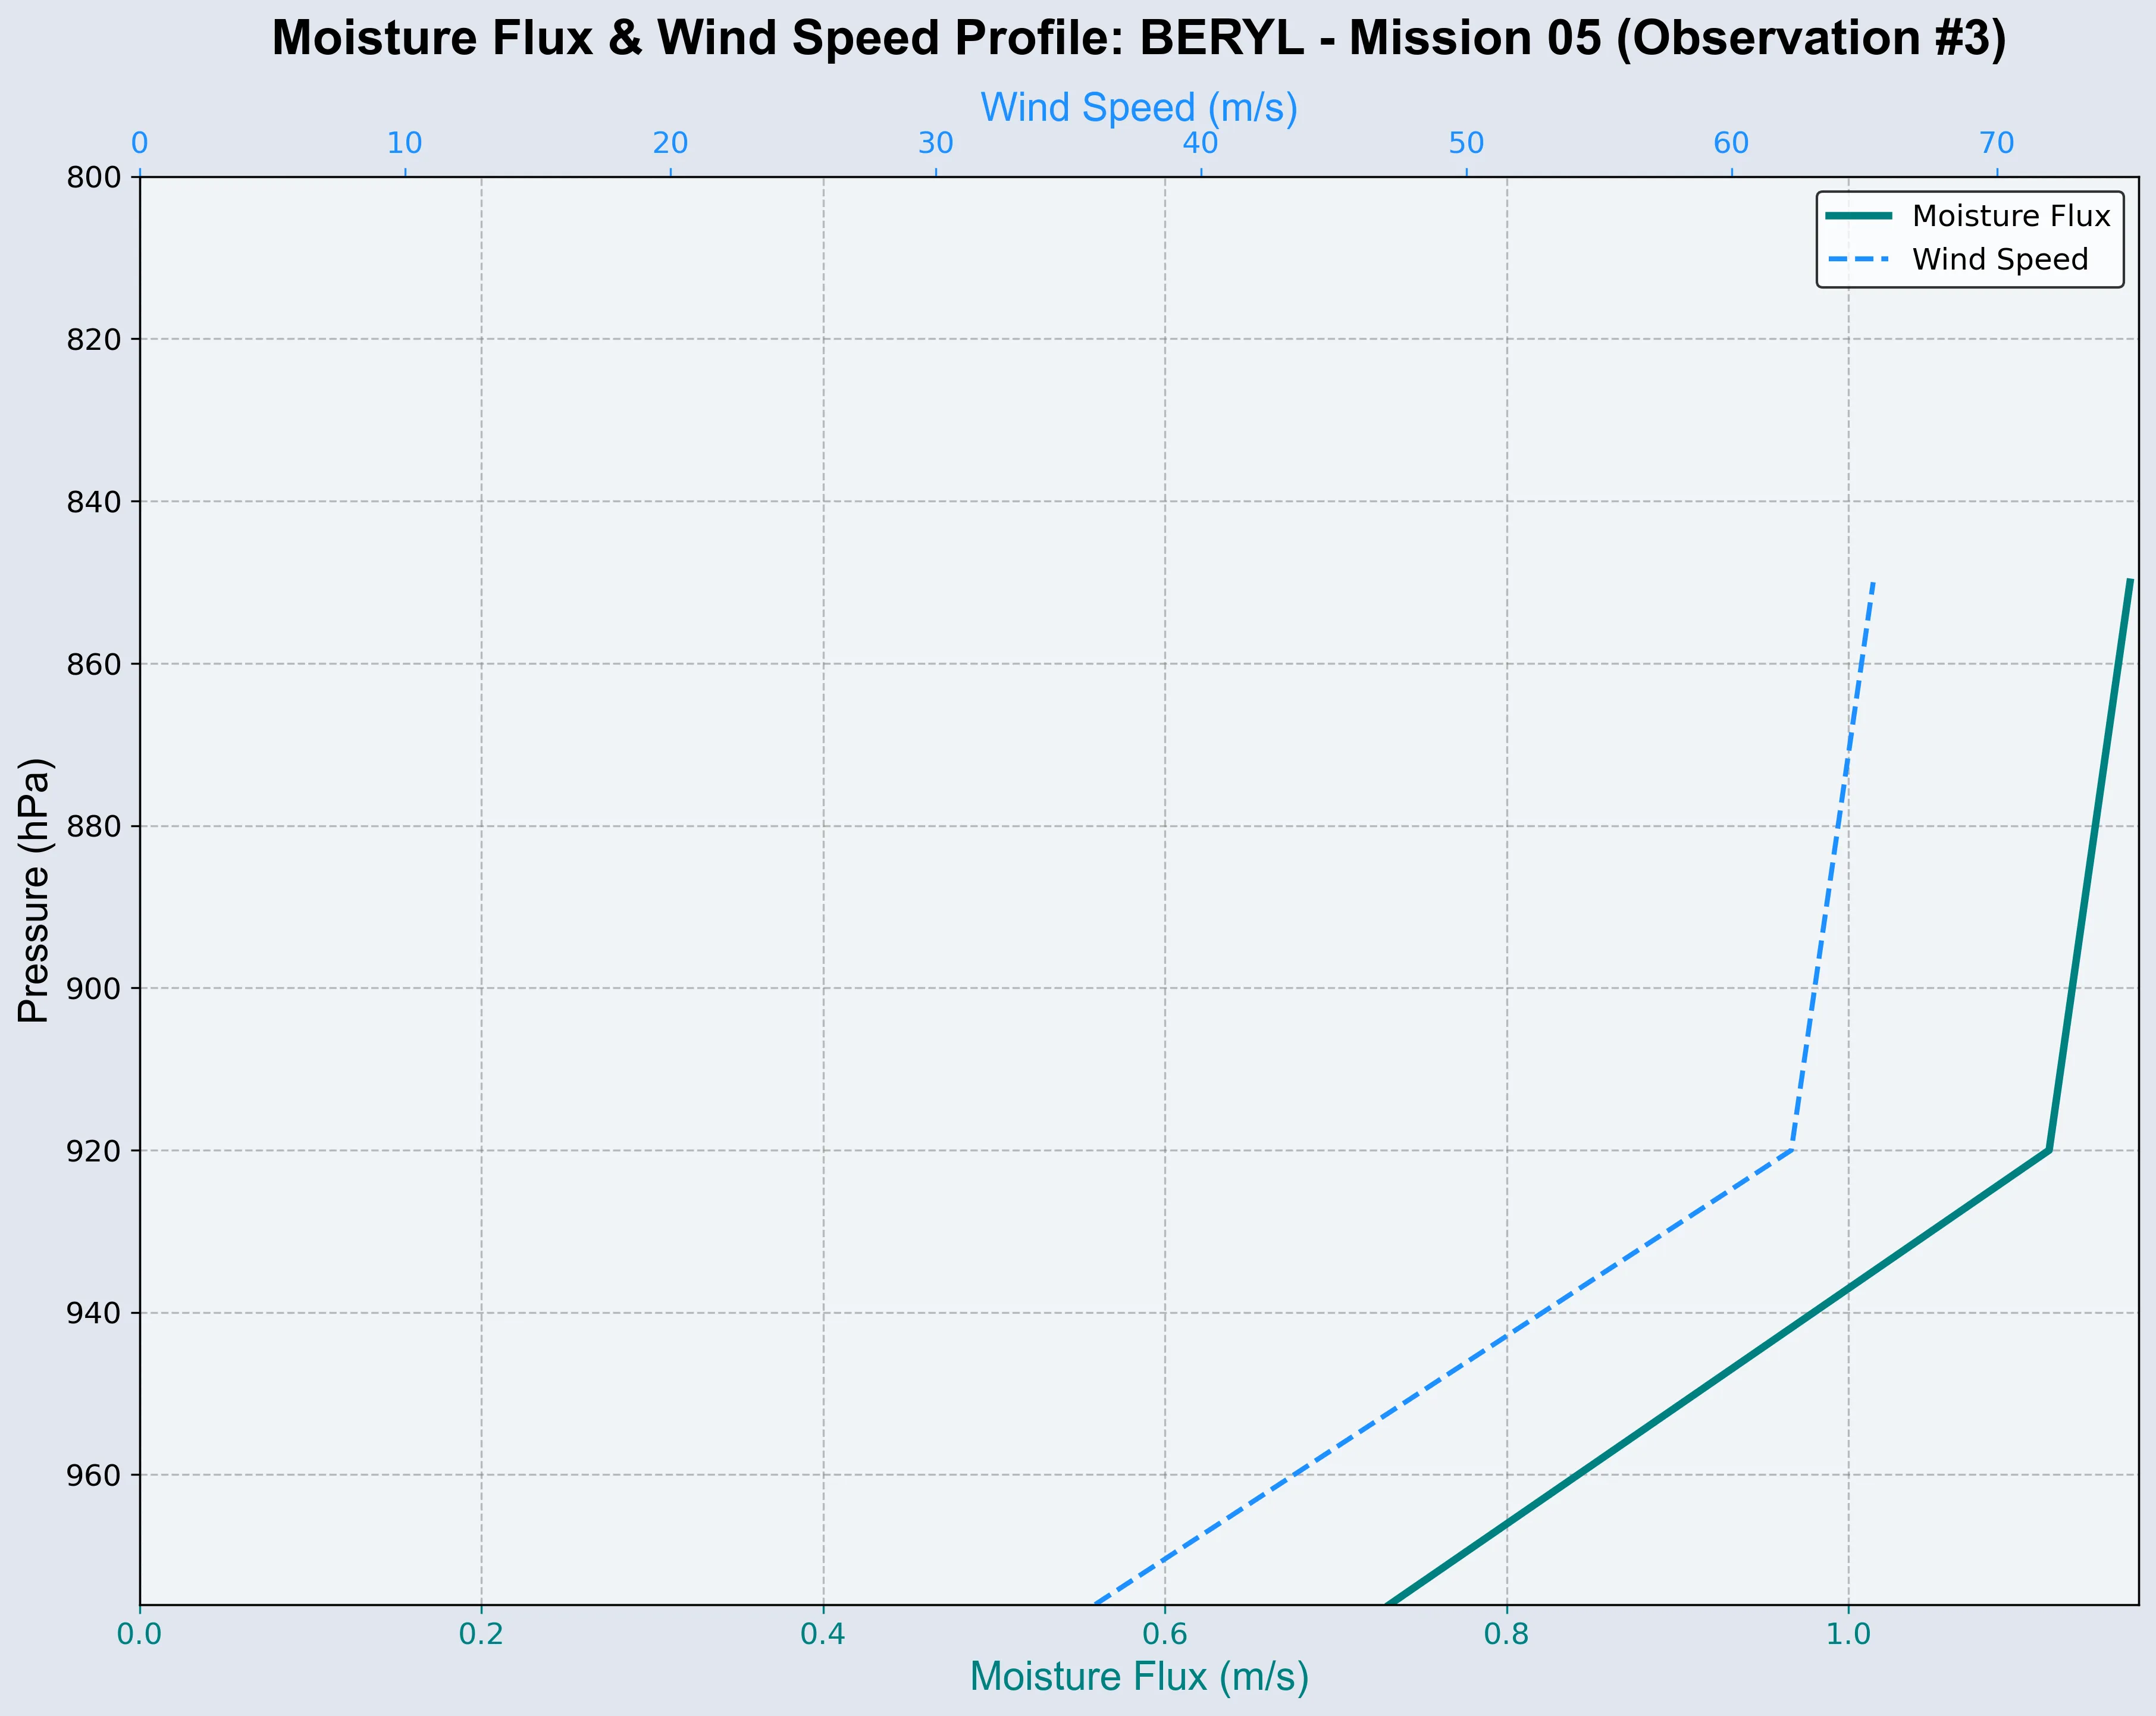 Moisture Flux & Wind Speed Profile: BERYL - Mission 05 (Observation #3)
Wind Speed (m/s)
0 10 20 30 40 50 60 70
Moisture Flux
Wind Speed
Pressure (hPa)
800
820
840
860
880
900
920
940
960
0.0 0.2 0.4 0.6 0.8 1.0
Moisture Flux (m/s)